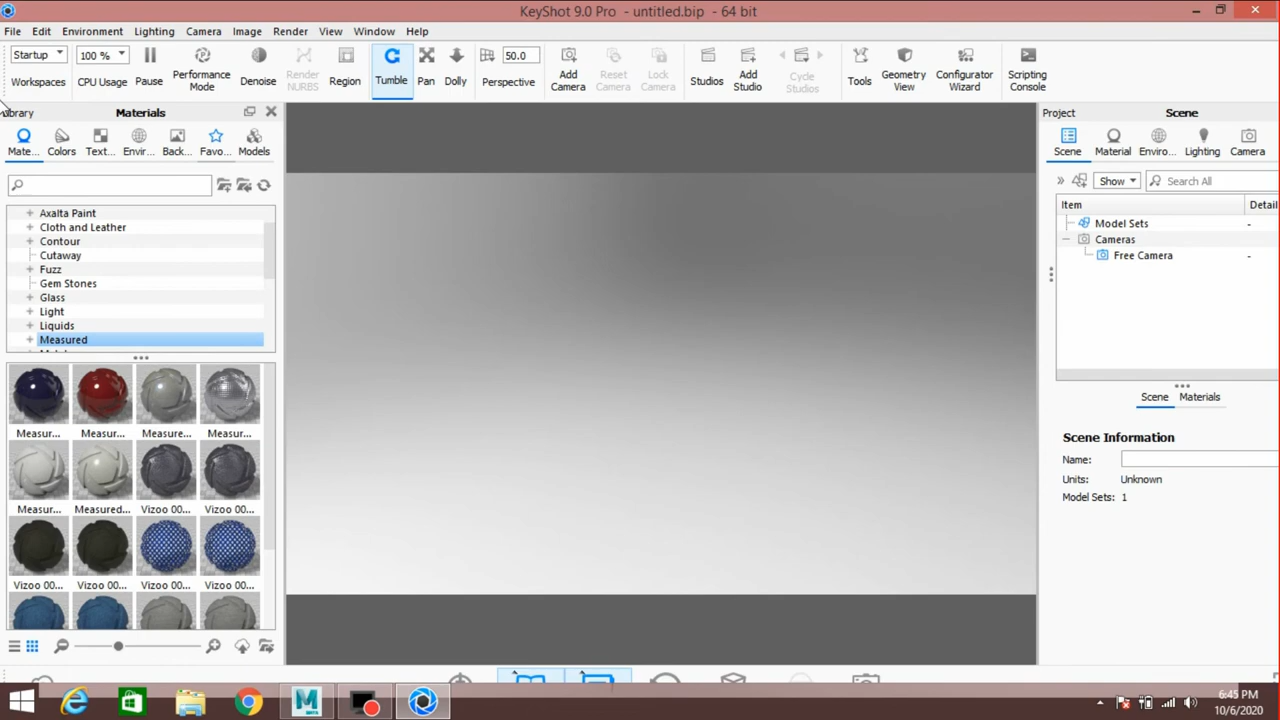 KeyShot 9.0 Pro - untitled.bip - 64 bit
File Edit Environment Lighting Camera Image Render View Window Help
Startup 100 % 50.0
Workspaces CPU Usage Pause Performance Mode Denoise Render NURBS Region Tumble Pan Dolly Perspective Add Camera Reset Camera Lock Camera Studios Add Studio Cycle Studios Tools Geometry View Configurator Wizard Scripting Console
Materials
Project Scene
Mate... Colors Text... Envir... Back... Favo... Models
Scene Material Enviro... Lighting Camera
Show Search All
Item Detai
Axalta Paint
Cloth and Leather
Contour
Cutaway
Fuzz
Gem Stones
Glass
Light
Liquids
Measured
Model Sets -
Cameras
Free Camera -
Measur... Measur... Measure... Measur...
Measur... Measured... Vizoo 00... Vizoo 00...
Vizoo 00... Vizoo 00... Vizoo 00... Vizoo 00...
Scene Materials
Scene Information
Name:
Units: Unknown
Model Sets: 1
6:45 PM
10/6/2020